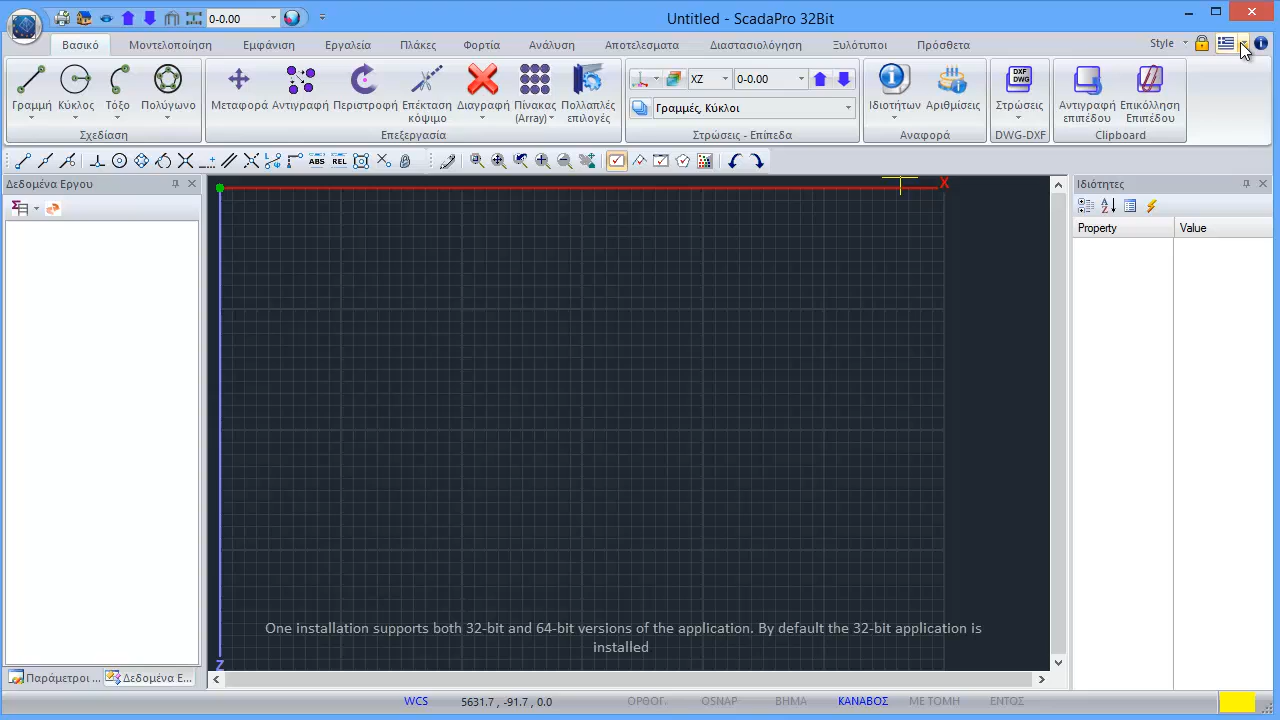 0-0.00
Untitled - ScadaPro 32Bit
Βασικό Μοντελοποίηση Εμφάνιση Εργαλεία Πλάκες Φορτία Ανάλυση Αποτελεσματα Διαστασιολόγηση Ξυλότυποι Πρόσθετα Style
Γραμμή Κύκλος Τόξο Πολύγωνο
Σχεδίαση
Μεταφορά Αντιγραφή Περιστροφή Επέκταση κόψιμο Διαγραφή Πίνακας (Array) Πολλαπλές επιλογές
Επεξεργασία
XZ 0-0.00
Γραμμές, Κύκλοι
Στρώσεις - Επίπεδα
Ιδιοτήτων Αριθμίσεις
Αναφορά
DXF DWG
Στρώσεις
DWG-DXF
Αντιγραφή επιπέδου Επικόλληση Επιπέδου
Clipboard
ABS REL
Δεδομένα Εργου
X
Z
Ιδιότητες
Property Value
One installation supports both 32-bit and 64-bit versions of the application. By default the 32-bit application is
installed
Παράμετροι ... Δεδομένα Ε...
WCS 5631.7, -91.7, 0.0 ΟΡΘΟΓ. OSNAP ΒΗΜΑ ΚΑΝΑΒΟΣ ΜΕ ΤΟΜΗ ΕΝΤΟΣ